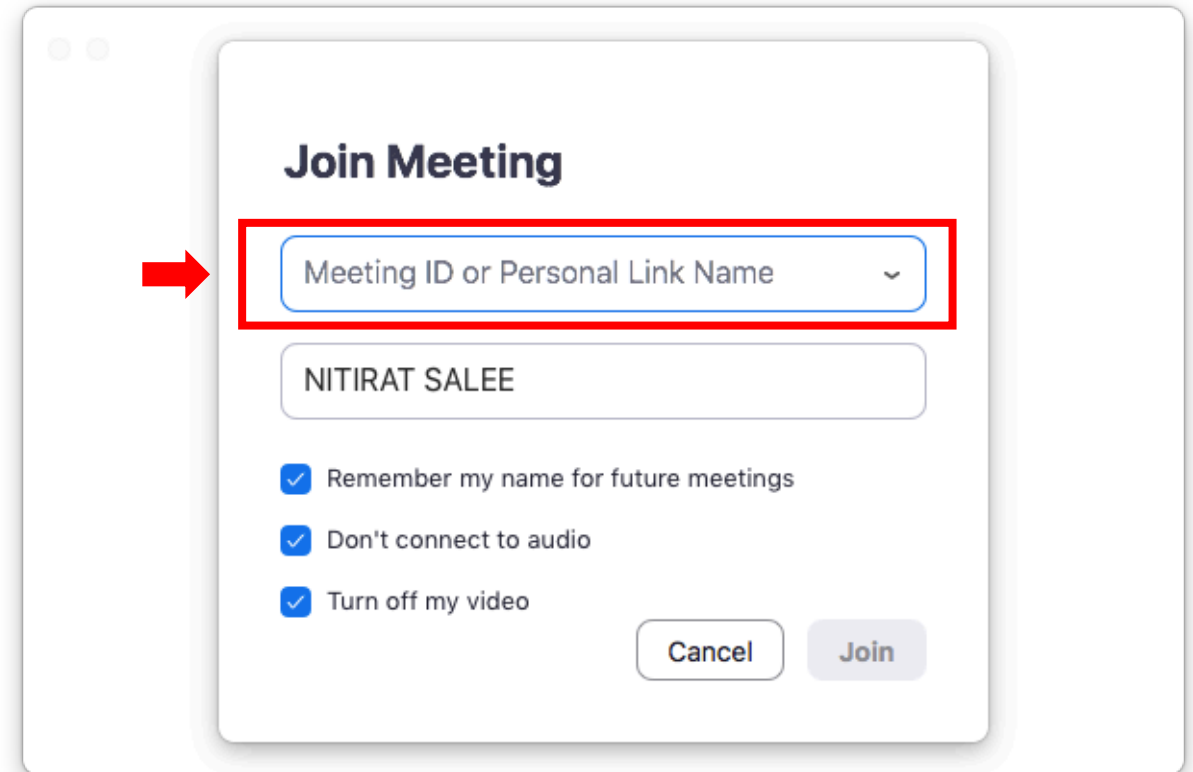 Join Meeting
Meeting ID or Personal Link Name
NITIRAT SALEE
Remember my name for future meetings
Don't connect to audio
Turn off my video
Cancel Join